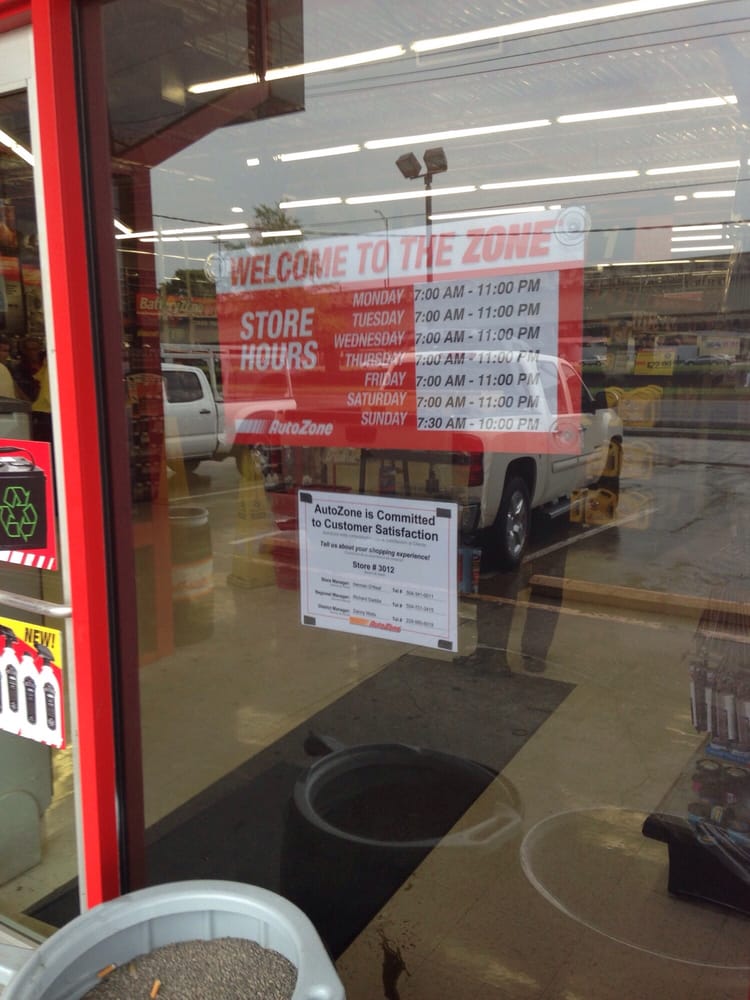 WELCOME TO THE ZONE
STORE HOURS
MONDAY 7:00 AM - 11:00 PM
TUESDAY 7:00 AM - 11:00 PM
WEDNESDAY 7:00 AM - 11:00 PM
THURSDAY 7:00 AM - 11:00 PM
FRIDAY 7:00 AM - 11:00 PM
SATURDAY 7:00 AM - 11:00 PM
SUNDAY 7:30 AM - 10:00 PM
AutoZone
BatteryZone
AutoZone is Committed
to Customer Satisfaction
Tell us about your shopping experience!
Store # 3012
Store Manager: Tel #
Regional Manager: Tel #
District Manager: Tel #
AutoZone
NEW!